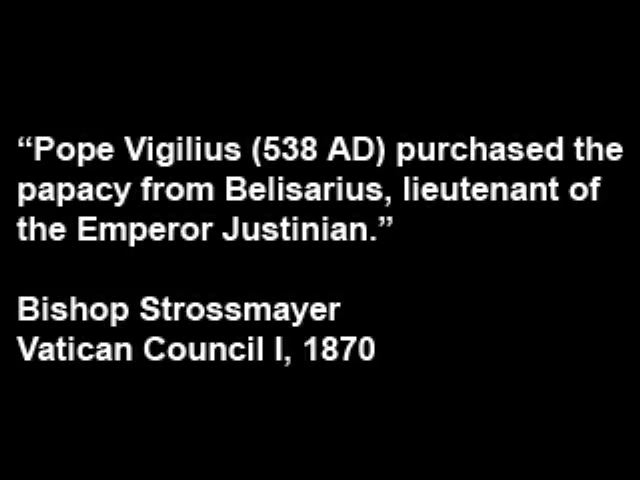 “Pope Vigilius (538 AD) purchased the
papacy from Belisarius, lieutenant of
the Emperor Justinian.”
Bishop Strossmayer
Vatican Council I, 1870